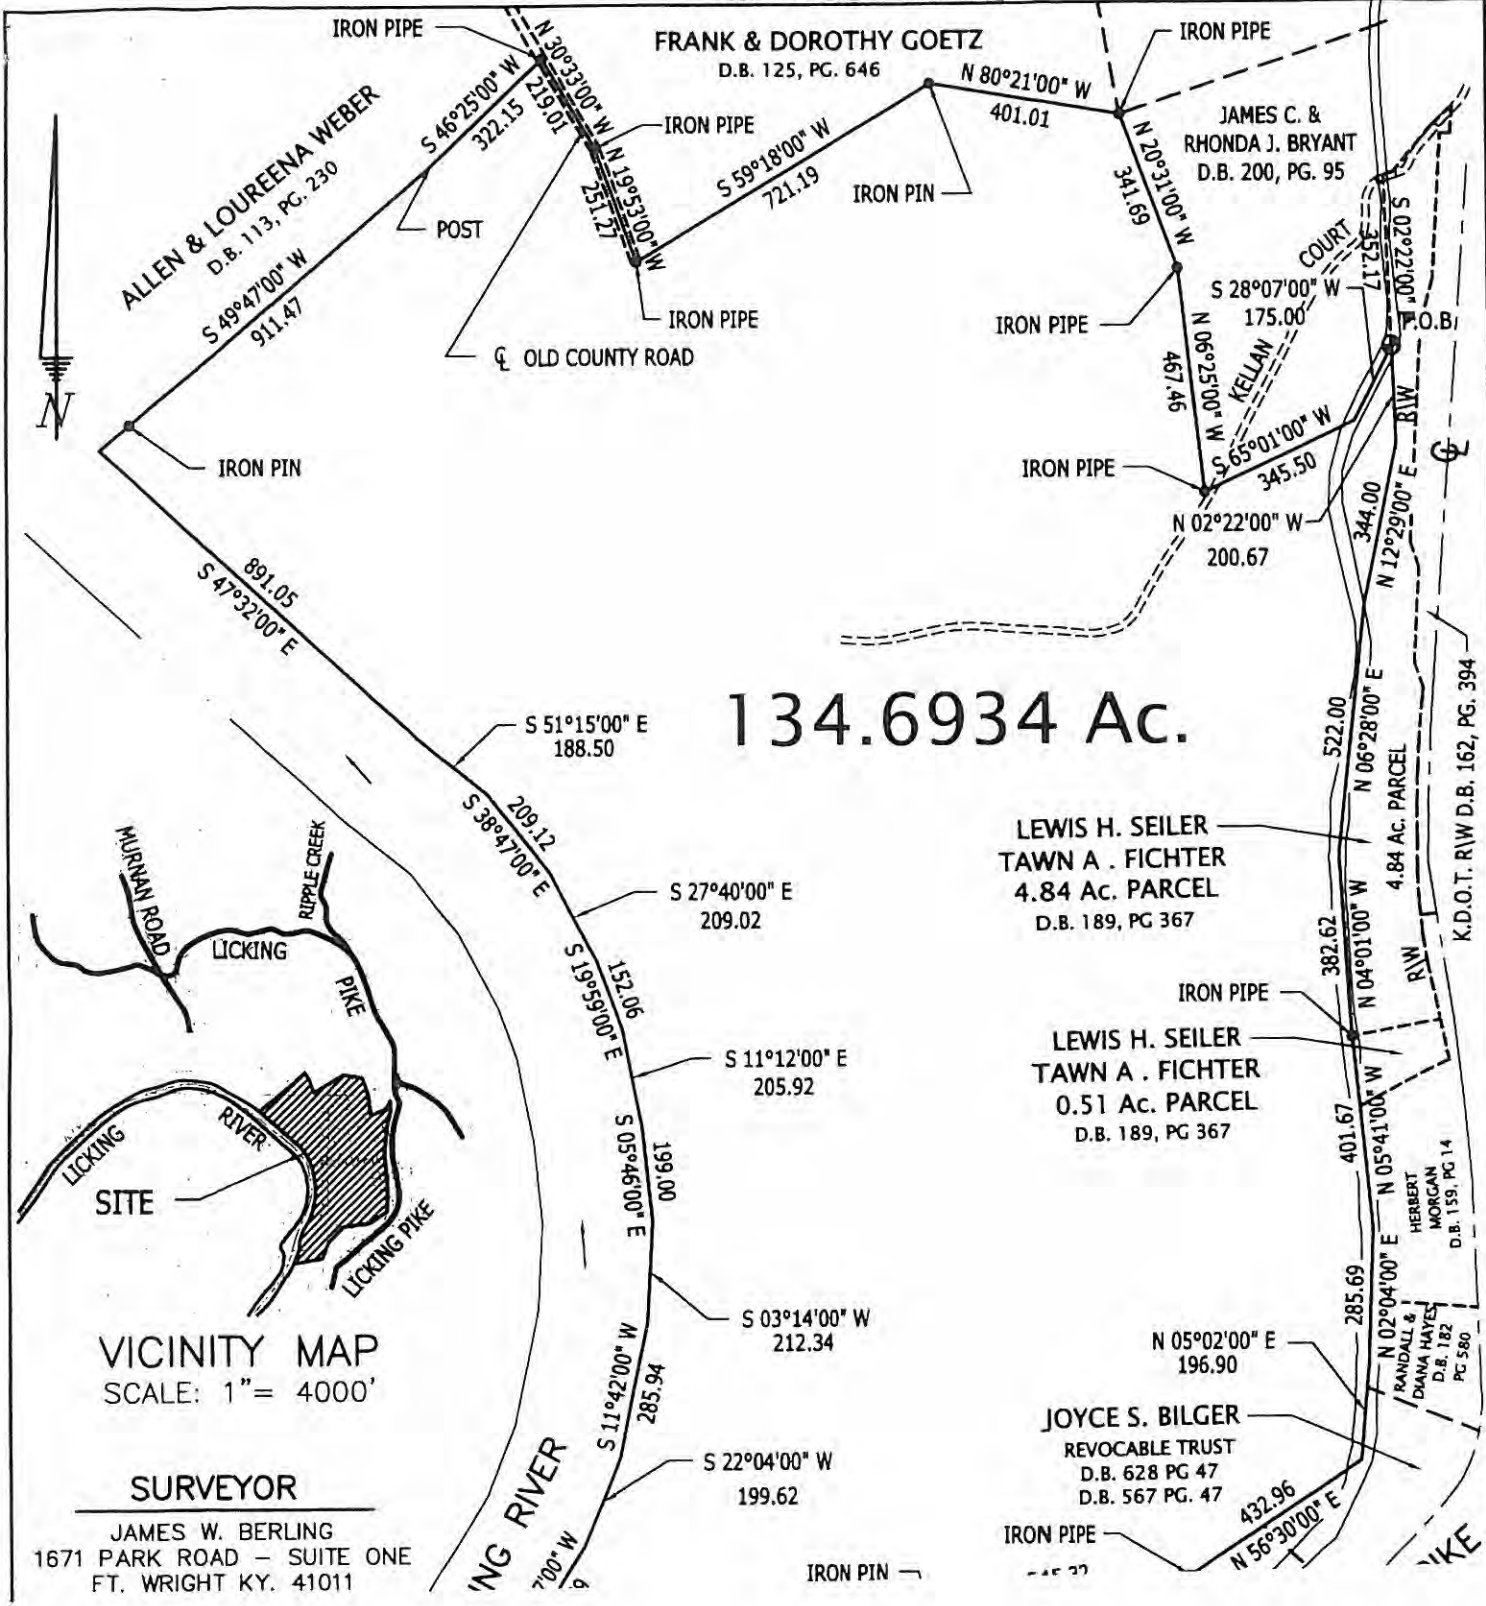 IRON PIPE
FRANK & DOROTHY GOETZ
D.B. 125, PG. 646
IRON PIPE
N 30°33'00" W
219.01
S 46°25'00" W
322.15
ALLEN & LOUREENA WEBER
D.B. 113, PG. 230
IRON PIPE
N 19°53'00" W
251.27
S 59°18'00" W
721.19
N 80°21'00" W
401.01
IRON PIN
JAMES C. &
RHONDA J. BRYANT
D.B. 200, PG. 95
N 20°31'00" W
341.69
POST
S 49°47'00" W
911.47
IRON PIPE
OLD COUNTY ROAD
IRON PIPE
COURT
KELLAN
S 28°07'00" W
175.00
352.17
S 02°22'00"
P.O.B.
N 06°25'00" W
467.46
R\W
N
IRON PIN
IRON PIPE
S 65°01'00" W
345.50
N 02°22'00" W
200.67
344.00
N 12°29'00" E
891.05
S 47°32'00" E
134.6934 Ac.
S 51°15'00" E
188.50
522.00
N 06°28'00" E
4.84 Ac. PARCEL
K.D.O.T. R\W D.B. 162, PG. 394
209.12
S 38°47'00" E
LEWIS H. SEILER
TAWN A . FICHTER
4.84 Ac. PARCEL
D.B. 189, PG 367
S 27°40'00" E
209.02
MURNAN ROAD
RIPPLE CREEK
LICKING
PIKE
382.62
N 04°01'00" W
R\W
152.06
S 19°59'00" E
IRON PIPE
LEWIS H. SEILER
TAWN A . FICHTER
0.51 Ac. PARCEL
D.B. 189, PG 367
S 11°12'00" E
205.92
LICKING
RIVER
SITE
LICKING PIKE
199.00
S 05°46'00" E
401.67
N 05°41'00" W
HERBERT
MORGAN
D.B. 159, PG 14
S 03°14'00" W
212.34
285.69
N 02°04'00" E
RANDALL &
DIANA HAYES
D.B. 182
PG 580
N 05°02'00" E
196.90
VICINITY MAP
SCALE: 1"= 4000'
S 11°42'00" W
285.94
JOYCE S. BILGER
REVOCABLE TRUST
D.B. 628 PG 47
D.B. 567 PG. 47
S 22°04'00" W
199.62
SURVEYOR
JAMES W. BERLING
1671 PARK ROAD – SUITE ONE
FT. WRIGHT KY. 41011
ING RIVER
7'00" W
IRON PIN
IRON PIPE
432.96
N 56°30'00" E
PIKE